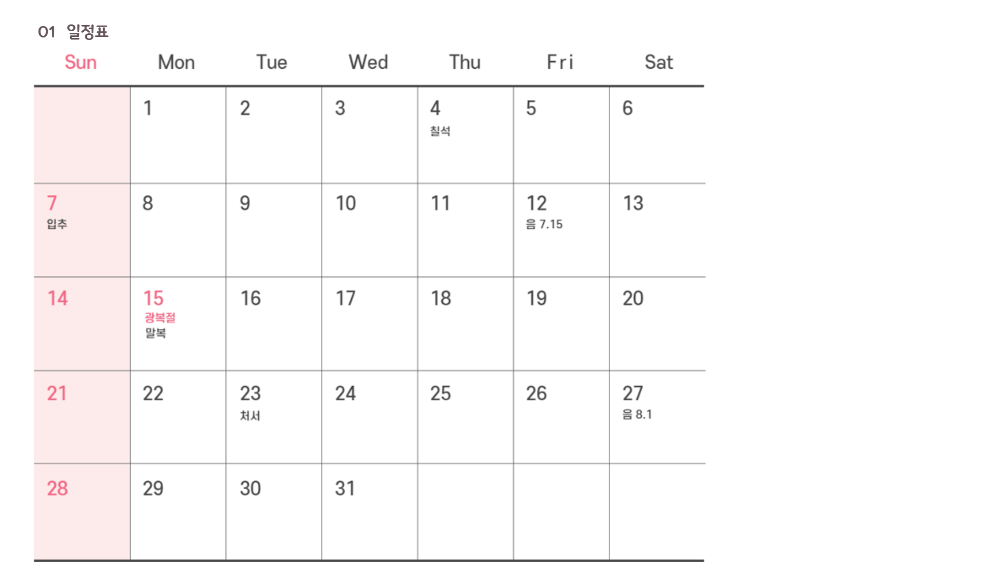 01 일정표
Sun Mon Tue Wed Thu Fri Sat
1 2 3 4 5 6
칠석
7 8 9 10 11 12 13
입추 음 7.15
14 15 16 17 18 19 20
광복절
말복
21 22 23 24 25 26 27
처서 음 8.1
28 29 30 31